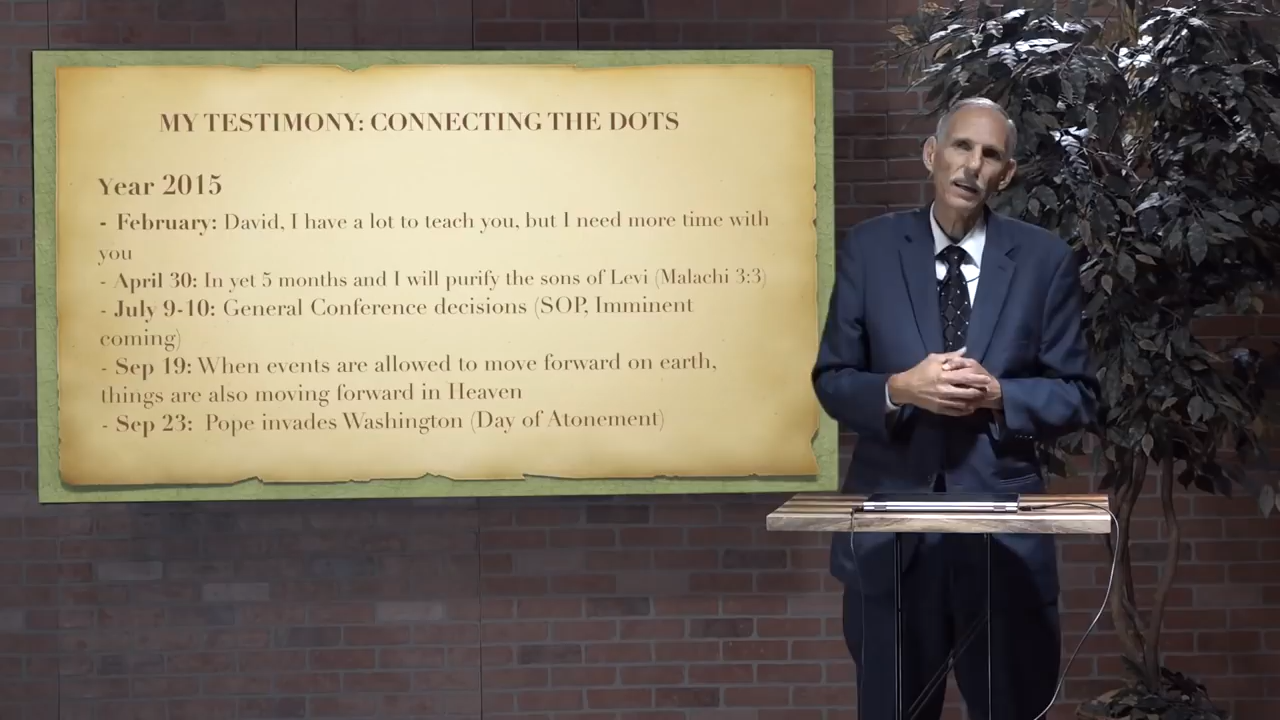 MY TESTIMONY: CONNECTING THE DOTS
Year 2015
- February: David, I have a lot to teach you, but I need more time with
you
- April 30: In yet 5 months and I will purify the sons of Levi (Malachi 3:3)
- July 9-10: General Conference decisions (SOP, Imminent
coming)
- Sep 19: When events are allowed to move forward on earth,
things are also moving forward in Heaven
- Sep 23: Pope invades Washington (Day of Atonement)